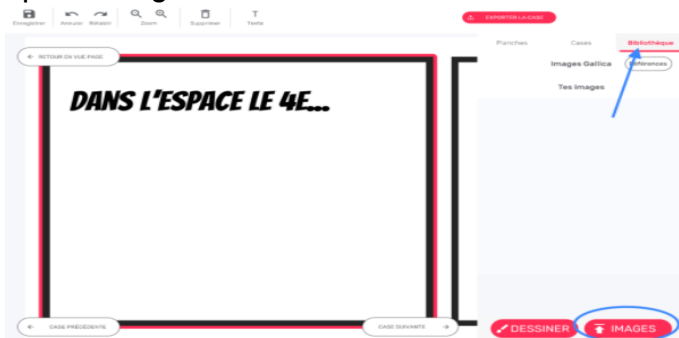 Enregistrer Annuler Rétablir Zoom Supprimer Texte
EXPORTER LA CASE
Planches Cases Bibliothèque
← RETOUR EN VUE PAGE
Images Gallica Références
Tes images
DANS L'ESPACE LE 4E...
← CASE PRÉCÉDENTE
CASE SUIVANTE →
DESSINER IMAGES